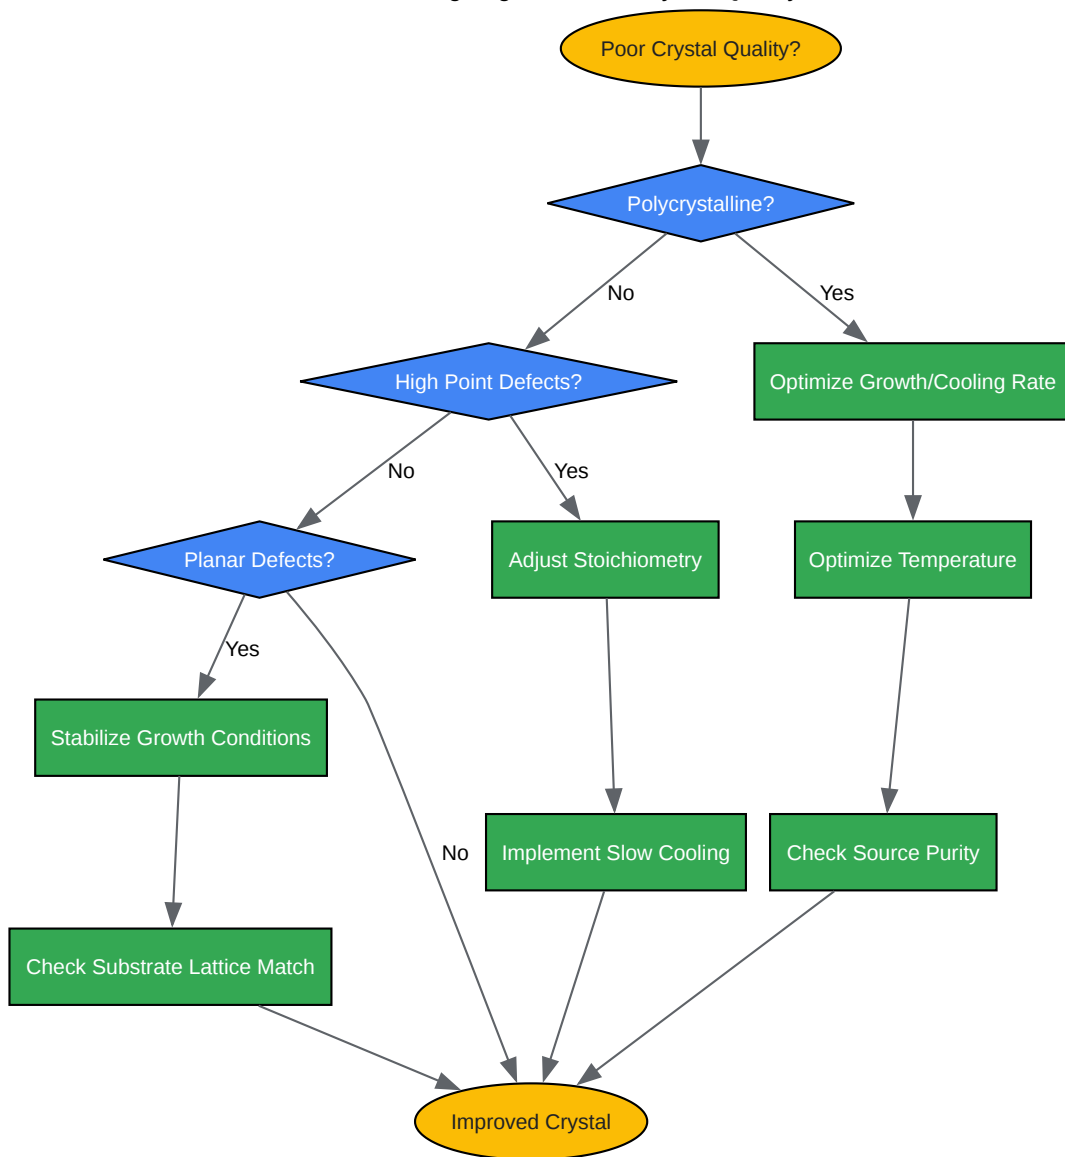 Poor Crystal Quality?
Polycrystalline?
No
Yes
High Point Defects?
Optimize Growth/Cooling Rate
No
Yes
Planar Defects?
Adjust Stoichiometry
Optimize Temperature
Yes
Stabilize Growth Conditions
No
Implement Slow Cooling
Check Source Purity
Check Substrate Lattice Match
Improved Crystal